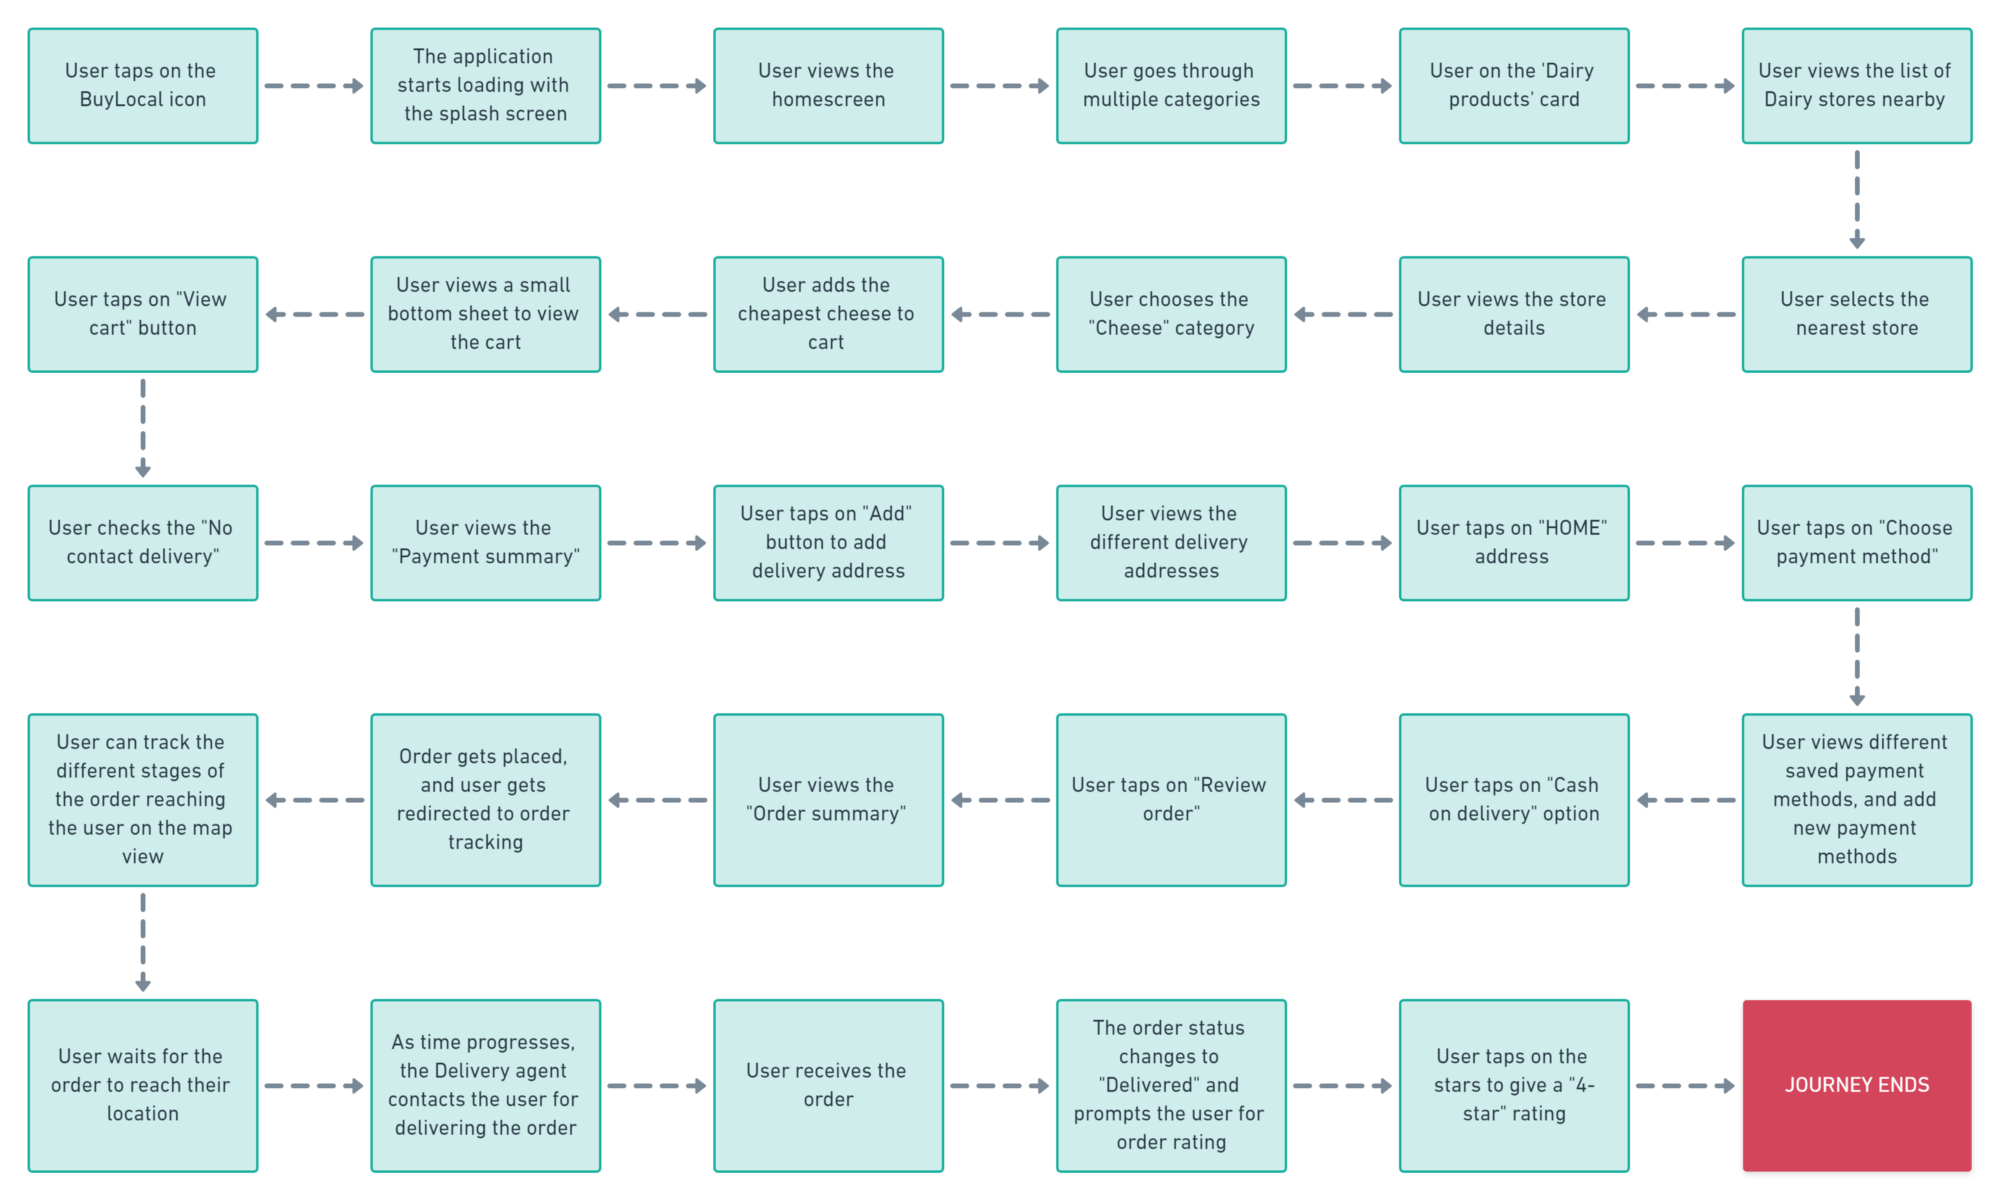 User taps on the
BuyLocal icon
The application
starts loading with
the splash screen
User views the
homescreen
User goes through
multiple categories
User on the 'Dairy
products' card
User views the list of
Dairy stores nearby
User selects the
nearest store
User views the store
details
User chooses the
"Cheese" category
User adds the
cheapest cheese to
cart
User views a small
bottom sheet to view
the cart
User taps on "View
cart" button
User checks the "No
contact delivery"
User views the
"Payment summary"
User taps on "Add"
button to add
delivery address
User views the
different delivery
addresses
User taps on "HOME"
address
User taps on "Choose
payment method"
User views different
saved payment
methods, and add
new payment
methods
User taps on "Cash
on delivery" option
User taps on "Review
order"
User views the
"Order summary"
Order gets placed,
and user gets
redirected to order
tracking
User can track the
different stages of
the order reaching
the user on the map
view
User waits for the
order to reach their
location
As time progresses,
the Delivery agent
contacts the user for
delivering the order
User receives the
order
The order status
changes to
"Delivered" and
prompts the user for
order rating
User taps on the
stars to give a "4-
star" rating
JOURNEY ENDS